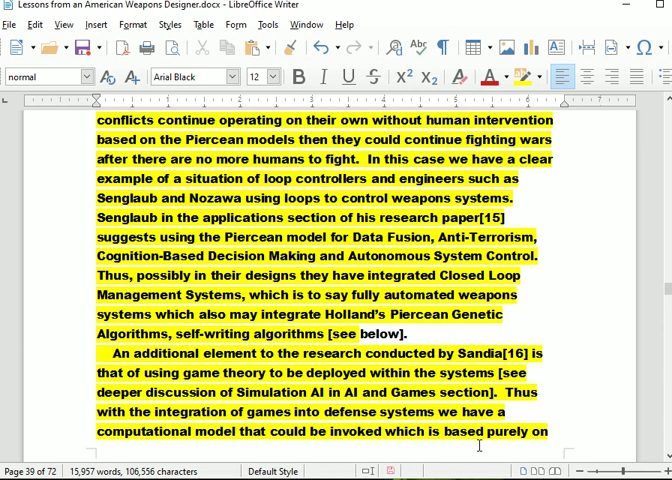 Lessons from an American Weapons Designer.docx - LibreOffice Writer
File Edit View Insert Format Styles Table Form Tools Window Help
normal Arial Black 12 B I U S X² X₂ A A
1 1 2 3 4 5 6 7
conflicts continue operating on their own without human intervention
based on the Piercean models then they could continue fighting wars
after there are no more humans to fight. In this case we have a clear
example of a situation of loop controllers and engineers such as
Senglaub and Nozawa using loops to control weapons systems.
Senglaub in the applications section of his research paper[15]
suggests using the Piercean model for Data Fusion, Anti-Terrorism,
Cognition-Based Decision Making and Autonomous System Control.
Thus, possibly in their designs they have integrated Closed Loop
Management Systems, which is to say fully automated weapons
systems which also may integrate Holland's Piercean Genetic
Algorithms, self-writing algorithms [see below].
An additional element to the research conducted by Sandia[16] is
that of using game theory to be deployed within the systems [see
deeper discussion of Simulation AI in AI and Games section]. Thus
with the integration of games into defense systems we have a
computational model that could be invoked which is based purely on
Page 39 of 72 15,957 words, 106,556 characters Default Style